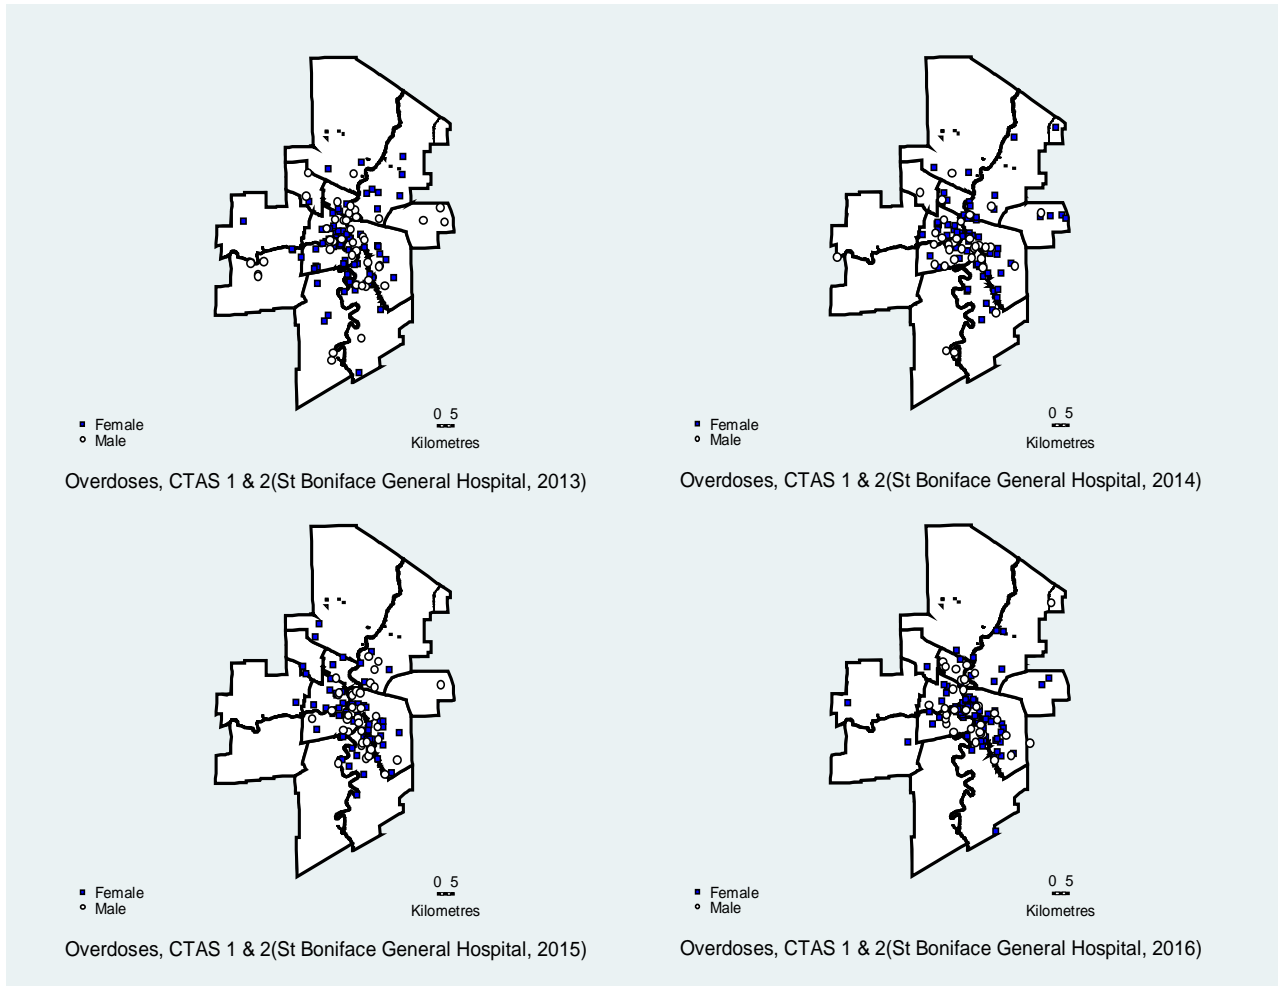 0 5
Female
Male
Kilometres
Overdoses, CTAS 1 & 2(St Boniface General Hospital, 2013)
0 5
Female
Male
Kilometres
Overdoses, CTAS 1 & 2(St Boniface General Hospital, 2014)
0 5
Female
Male
Kilometres
Overdoses, CTAS 1 & 2(St Boniface General Hospital, 2015)
0 5
Female
Male
Kilometres
Overdoses, CTAS 1 & 2(St Boniface General Hospital, 2016)